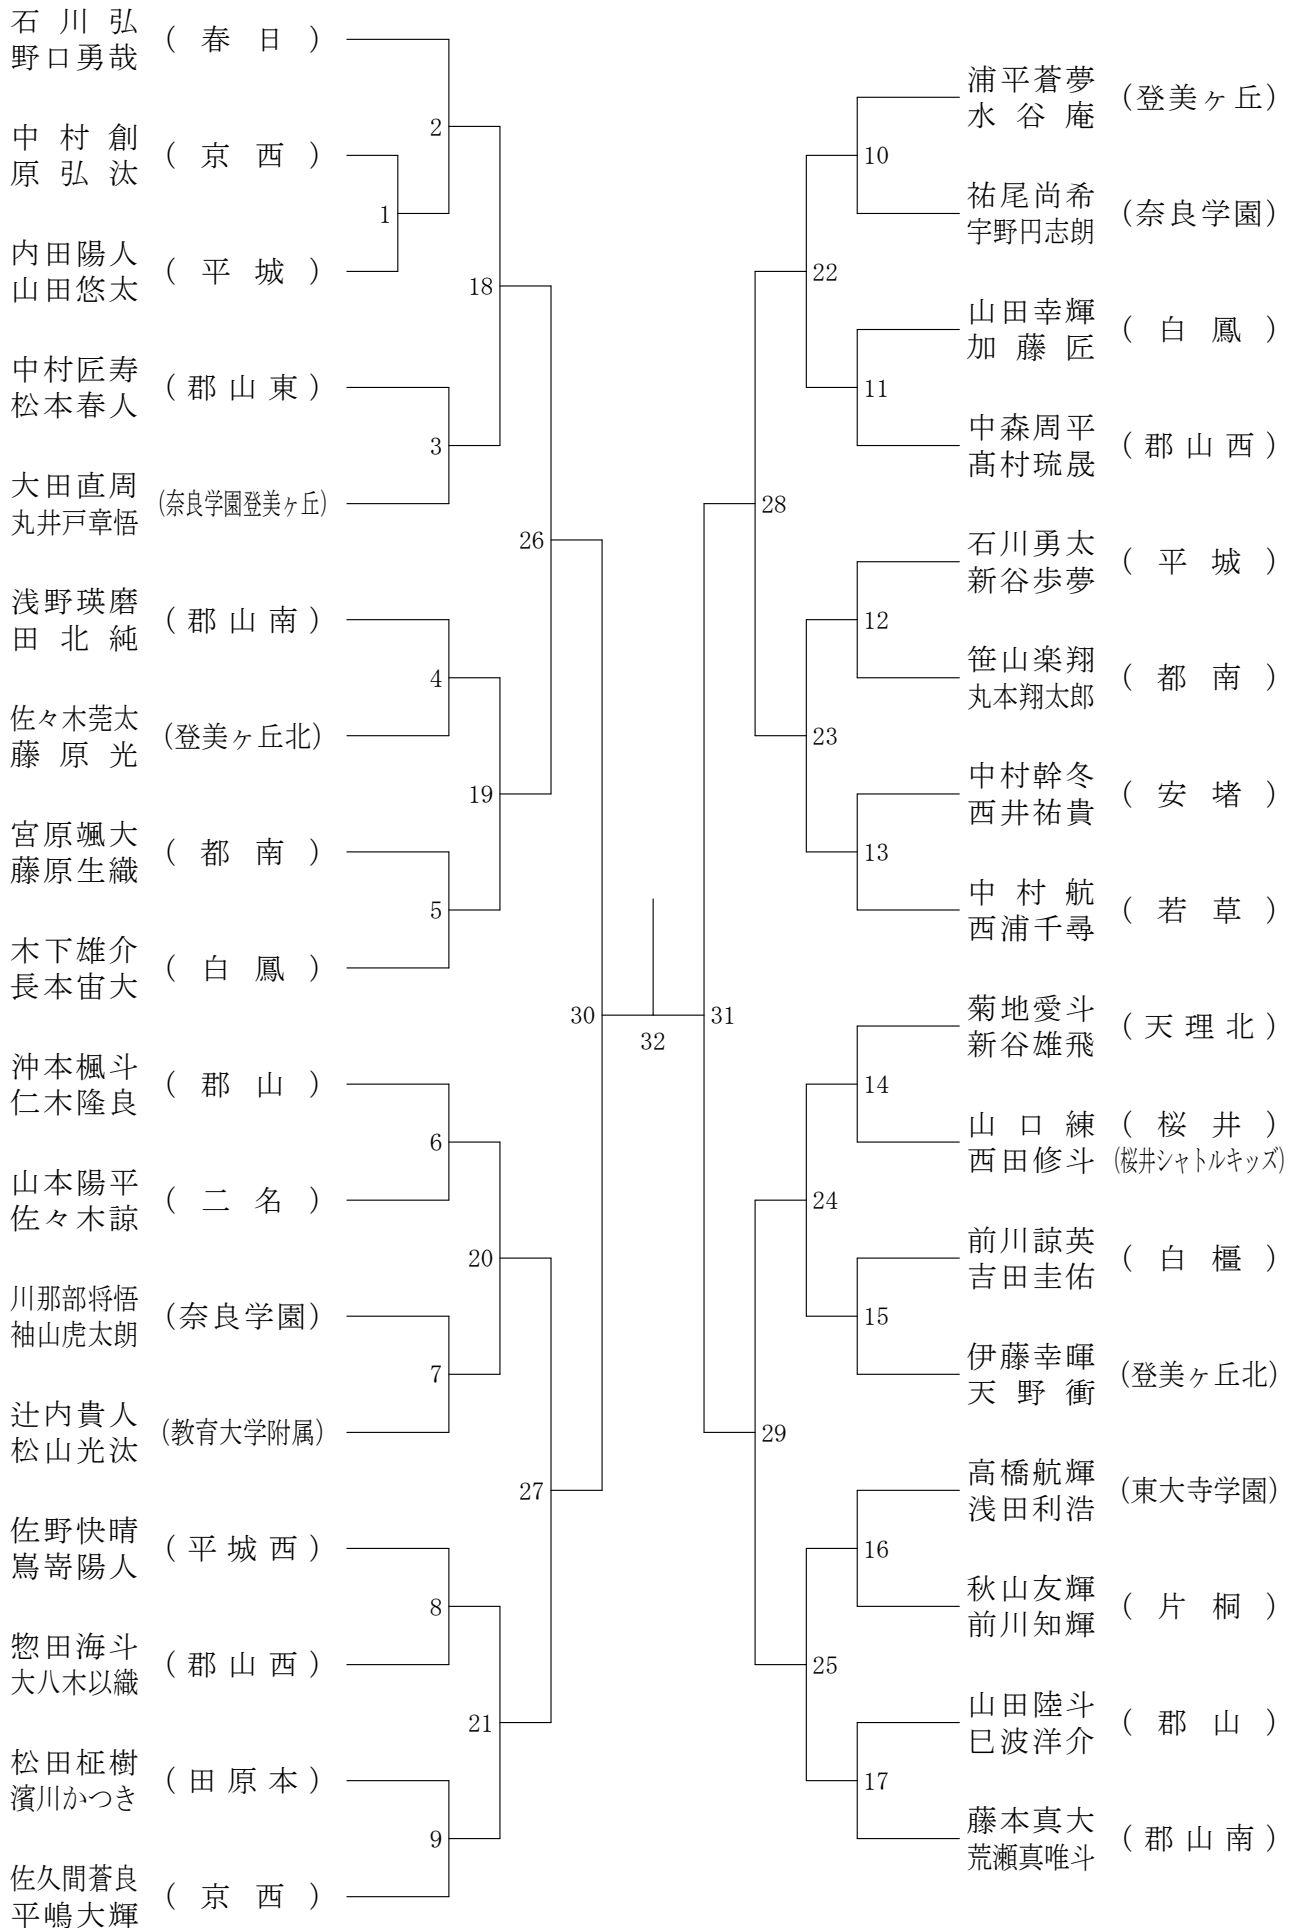 石川弘
野口勇哉
(春日)
中村創
原弘汰
(京西)
内田陽人
山田悠太
(平城)
中村匠寿
松本春人
(郡山東)
大田直周
丸井戸章悟
(奈良学園登美ヶ丘)
浅野瑛磨
田北純
(郡山南)
佐々木莞太
藤原光
(登美ヶ丘北)
宮原颯大
藤原生織
(都南)
木下雄介
長本宙大
(白鳳)
沖本楓斗
仁木隆良
(郡山)
山本陽平
佐々木諒
(二名)
川那部将悟
袖山虎太朗
(奈良学園)
辻内貴人
松山光汰
(教育大学附属)
佐野快晴
嶌嵜陽人
(平城西)
惣田海斗
大八木以織
(郡山西)
松田柾樹
濱川かつき
(田原本)
佐久間蒼良
平嶋大輝
(京西)
1
2
3
4
5
6
7
8
9
18
19
20
21
26
27
30
32
31
28
29
22
23
24
25
10
11
12
13
14
15
16
17
浦平蒼夢
水谷庵
(登美ヶ丘)
祐尾尚希
宇野円志朗
(奈良学園)
山田幸輝
加藤匠
(白鳳)
中森周平
髙村琉晟
(郡山西)
石川勇太
新谷歩夢
(平城)
笹山楽翔
丸本翔太郎
(都南)
中村幹冬
西井祐貴
(安堵)
中村航
西浦千尋
(若草)
菊地愛斗
新谷雄飛
(天理北)
山口練
(桜井)
西田修斗
(桜井シャトルキッズ)
前川諒英
吉田圭佑
(白橿)
伊藤幸暉
天野衝
(登美ヶ丘北)
高橋航輝
浅田利浩
(東大寺学園)
秋山友輝
前川知輝
(片桐)
山田陸斗
巳波洋介
(郡山)
藤本真大
荒瀬真唯斗
(郡山南)